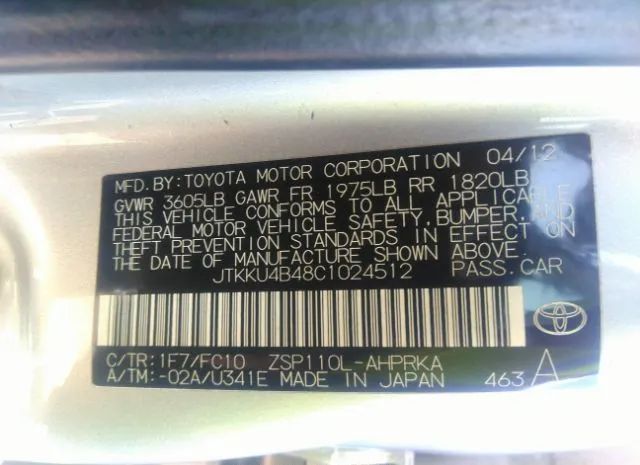 MFD.BY:TOYOTA MOTOR CORPORATION 04/12
GVWR 3605LB GAWR FR 1975LB RR 1820LB
THIS VEHICLE CONFORMS TO ALL APPLICABLE
FEDERAL MOTOR VEHICLE SAFETY,BUMPER,AND
THEFT PREVENTION STANDARDS IN EFFECT ON
THE DATE OF MANUFACTURE SHOWN ABOVE.
JTKKU4B48C1024512 PASS.CAR
C/TR:1F7/FC10 ZSP110L-AHPRKA
A/TM:-02A/U341E MADE IN JAPAN 463 A